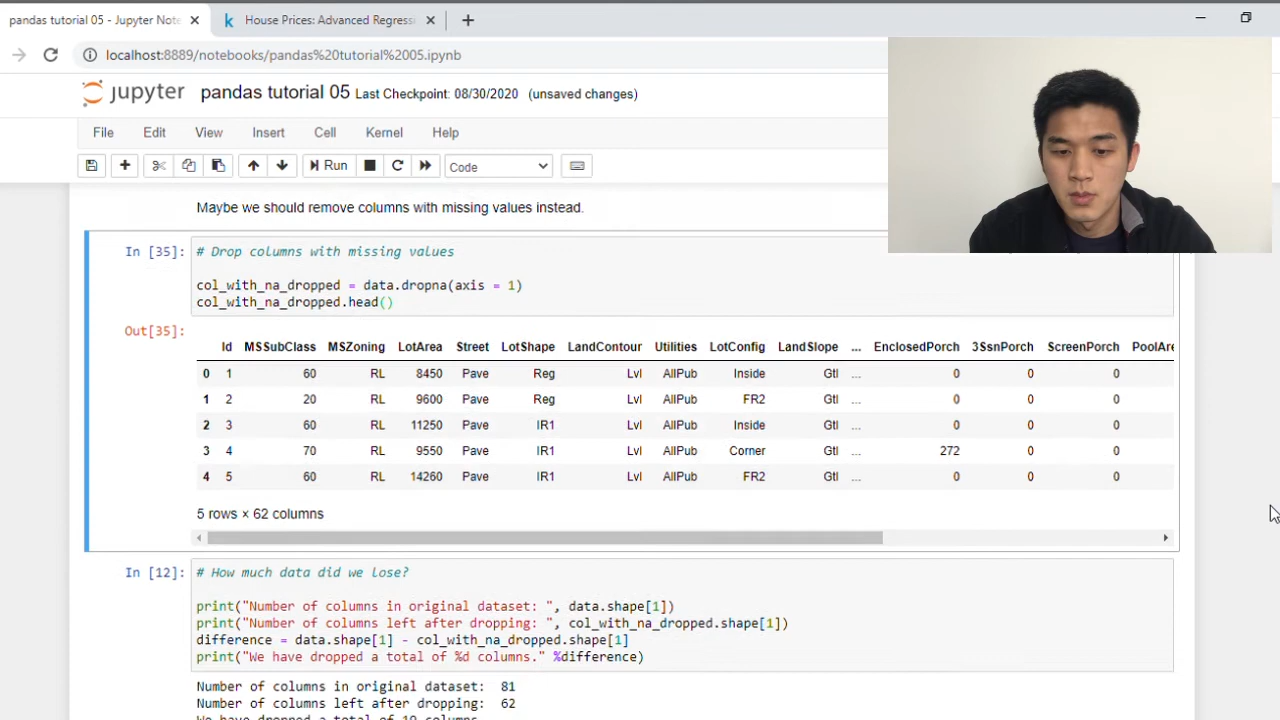 pandas tutorial 05 - Jupyter Note
House Prices: Advanced Regress
localhost:8889/notebooks/pandas%20tutorial%2005.ipynb
jupyter pandas tutorial 05 Last Checkpoint: 08/30/2020 (unsaved changes)
File Edit View Insert Cell Kernel Help
Run Code
Maybe we should remove columns with missing values instead.
In [35]: # Drop columns with missing values
col_with_na_dropped = data.dropna(axis = 1)
col_with_na_dropped.head()
Out[35]:
Id MSSubClass MSZoning LotArea Street LotShape LandContour Utilities LotConfig LandSlope ... EnclosedPorch 3SsnPorch ScreenPorch PoolAre
0 1 60 RL 8450 Pave Reg Lvl AllPub Inside Gtl ... 0 0 0
1 2 20 RL 9600 Pave Reg Lvl AllPub FR2 Gtl ... 0 0 0
2 3 60 RL 11250 Pave IR1 Lvl AllPub Inside Gtl ... 0 0 0
3 4 70 RL 9550 Pave IR1 Lvl AllPub Corner Gtl ... 272 0 0
4 5 60 RL 14260 Pave IR1 Lvl AllPub FR2 Gtl ... 0 0 0
5 rows × 62 columns
In [12]: # How much data did we lose?
print("Number of columns in original dataset: ", data.shape[1])
print("Number of columns left after dropping: ", col_with_na_dropped.shape[1])
difference = data.shape[1] - col_with_na_dropped.shape[1]
print("We have dropped a total of %d columns." %difference)
Number of columns in original dataset: 81
Number of columns left after dropping: 62
We have dropped a total of 19 columns.